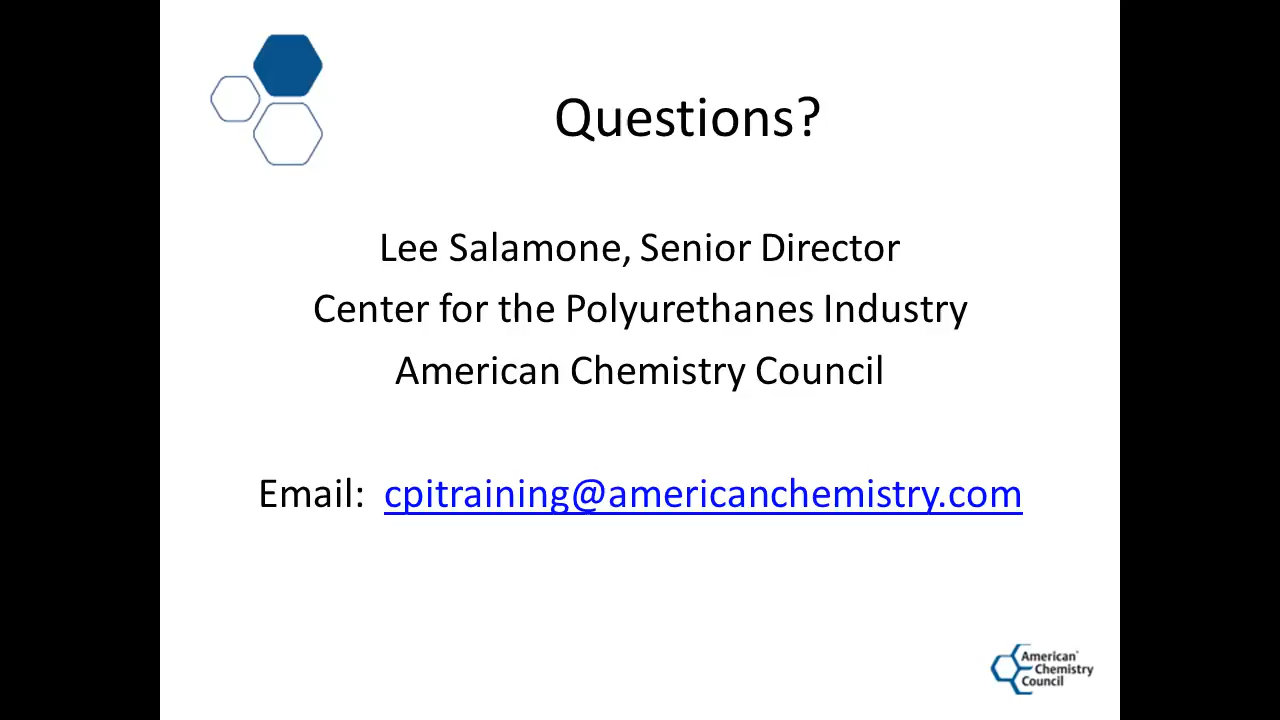 Questions?
Lee Salamone, Senior Director
Center for the Polyurethanes Industry
American Chemistry Council
Email: cpitraining@americanchemistry.com
American®
Chemistry
Council